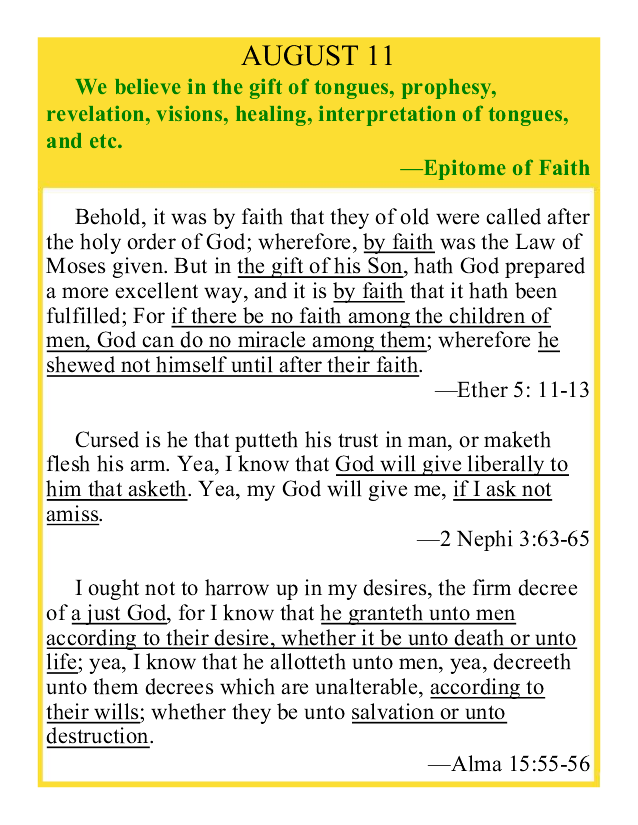 AUGUST 11
We believe in the gift of tongues, prophesy,
revelation, visions, healing, interpretation of tongues,
and etc.
—Epitome of Faith
Behold, it was by faith that they of old were called after
the holy order of God; wherefore, by faith was the Law of
Moses given. But in the gift of his Son, hath God prepared
a more excellent way, and it is by faith that it hath been
fulfilled; For if there be no faith among the children of
men, God can do no miracle among them; wherefore he
shewed not himself until after their faith.
—Ether 5: 11-13
Cursed is he that putteth his trust in man, or maketh
flesh his arm. Yea, I know that God will give liberally to
him that asketh. Yea, my God will give me, if I ask not
amiss.
—2 Nephi 3:63-65
I ought not to harrow up in my desires, the firm decree
of a just God, for I know that he granteth unto men
according to their desire, whether it be unto death or unto
life; yea, I know that he allotteth unto men, yea, decreeth
unto them decrees which are unalterable, according to
their wills; whether they be unto salvation or unto
destruction.
—Alma 15:55-56